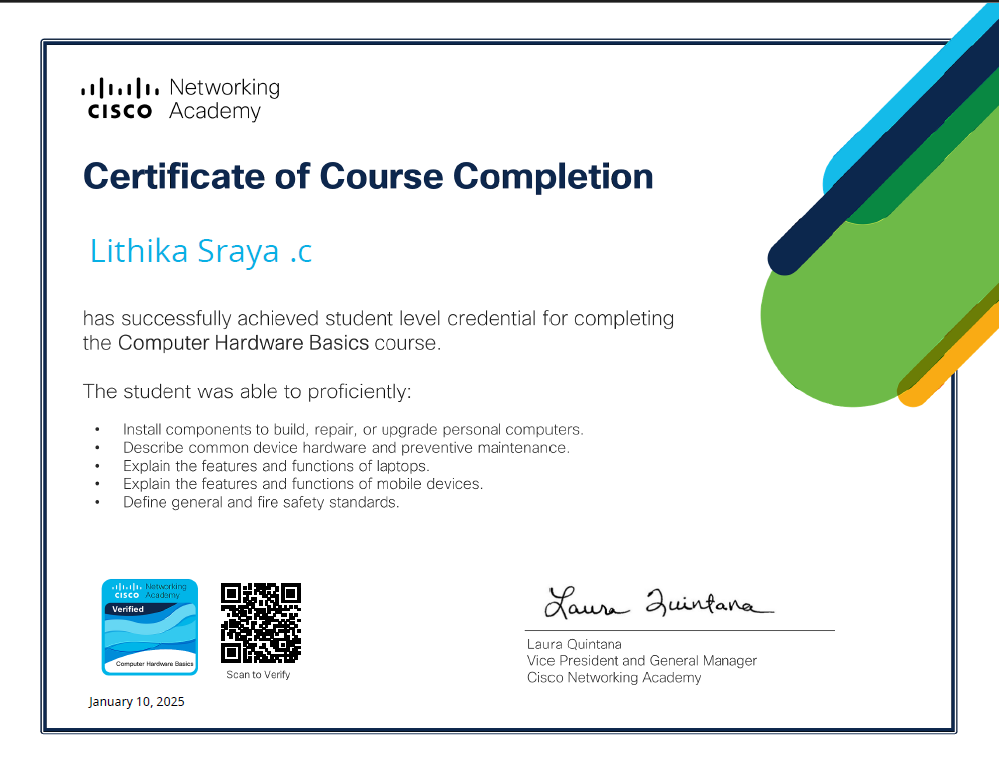 Networking
CISCO Academy
Certificate of Course Completion
Lithika Sraya .c
has successfully achieved student level credential for completing
the Computer Hardware Basics course.
The student was able to proficiently:
• Install components to build, repair, or upgrade personal computers.
• Describe common device hardware and preventive maintenance.
• Explain the features and functions of laptops.
• Explain the features and functions of mobile devices.
• Define general and fire safety standards.
Networking
CISCO Academy
Verified
Computer Hardware Basics
Scan to Verify
January 10, 2025
Laura Quintana
Laura Quintana
Vice President and General Manager
Cisco Networking Academy